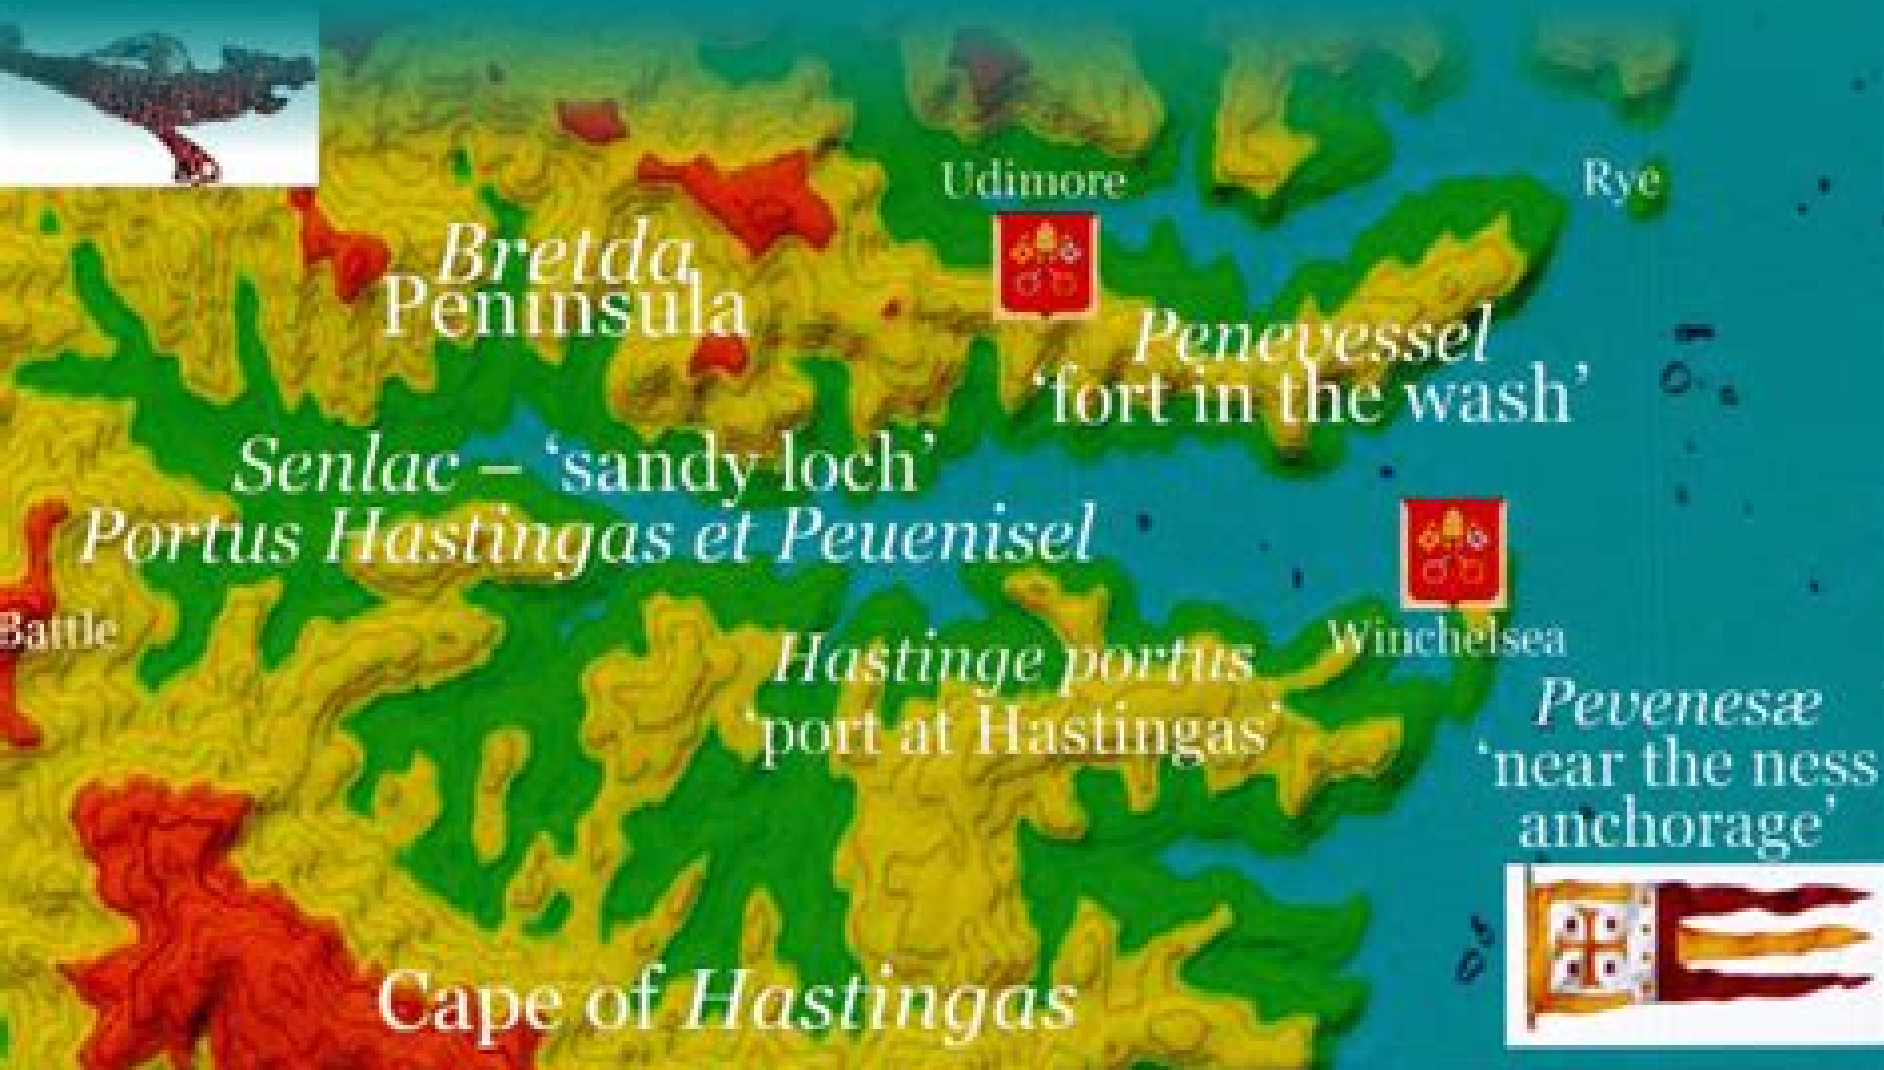 Udimore
Rye
Bretda
Peninsula
Penevessel
‘fort in the wash’
Senlac – ‘sandy loch’
Portus Hastingas et Peuenisel
Battle
Winchelsea
Hastinge portus
‘port at Hastingas’
Pevenesæ
‘near the ness
anchorage’
Cape of Hastingas